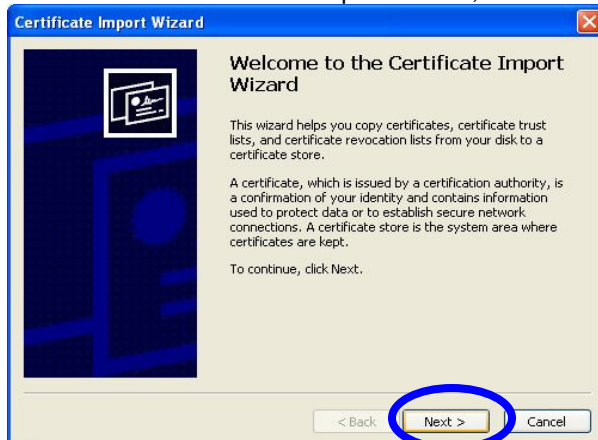 Certificate Import Wizard
Welcome to the Certificate Import
Wizard
This wizard helps you copy certificates, certificate trust
lists, and certificate revocation lists from your disk to a
certificate store.
A certificate, which is issued by a certification authority, is
a confirmation of your identity and contains information
used to protect data or to establish secure network
connections. A certificate store is the system area where
certificates are kept.
To continue, click Next.
< Back Next > Cancel